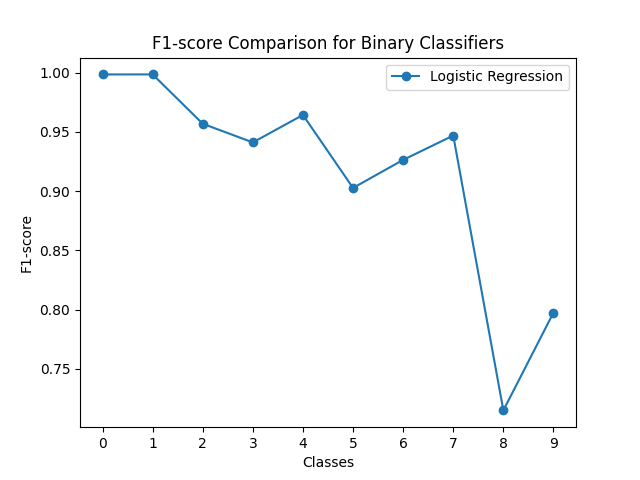 F1-score Comparison for Binary Classifiers
Logistic Regression
1.00
0.95
0.90
0.85
0.80
0.75
F1-score
0 1 2 3 4 5 6 7 8 9
Classes